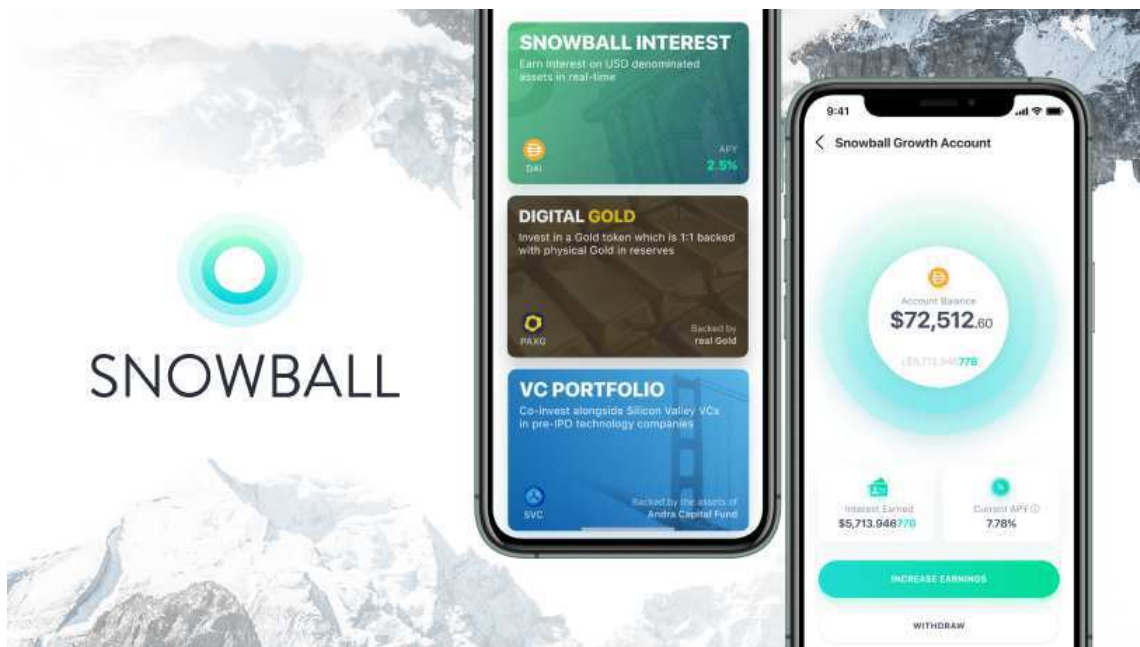 SNOWBALL
SNOWBALL INTEREST
Earn Interest on USD denominated
assets in real-time
DAI
APY
2.5%
DIGITAL GOLD
Invest in a Gold token which is 1:1 backed
with physical Gold in reserves
PAXG
Backed by
real Gold
VC PORTFOLIO
Co-invest alongside Silicon Valley VCs
in pre-IPO technology companies
SVC
Backed by the assets of
Andra Capital Fund
9:41
Snowball Growth Account
Account Balance
$72,512.60
+$5,713.946778
Interest Earned
$5,713.946778
Current APY
7.78%
INCREASE EARNINGS
WITHDRAW